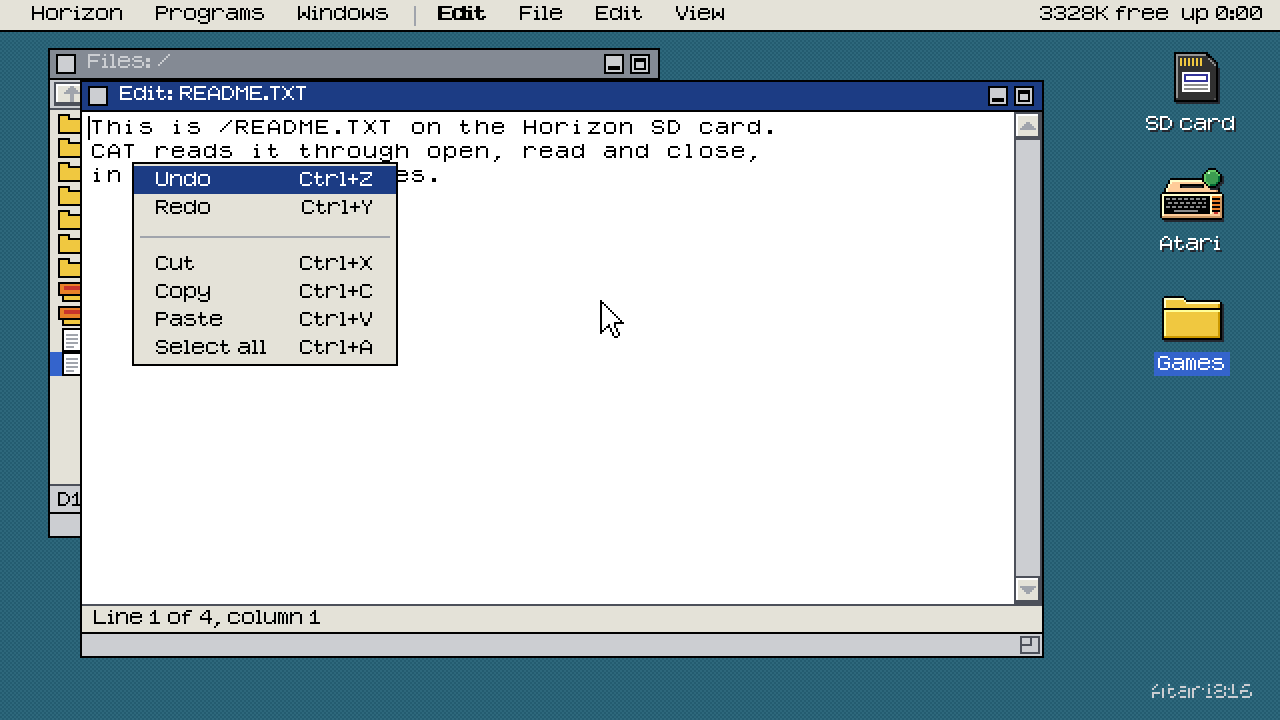 Horizon Programs Windows | Edit File Edit View 3328K free up 0:00
Files: /
Edit: README.TXT
This is /README.TXT on the Horizon SD card.
CAT reads it through open, read and close,
in
Undo Ctrl+Z
Redo Ctrl+Y
Cut Ctrl+X
Copy Ctrl+C
Paste Ctrl+V
Select all Ctrl+A
D1
Line 1 of 4, column 1
SD card
Atari
Games
Atari816